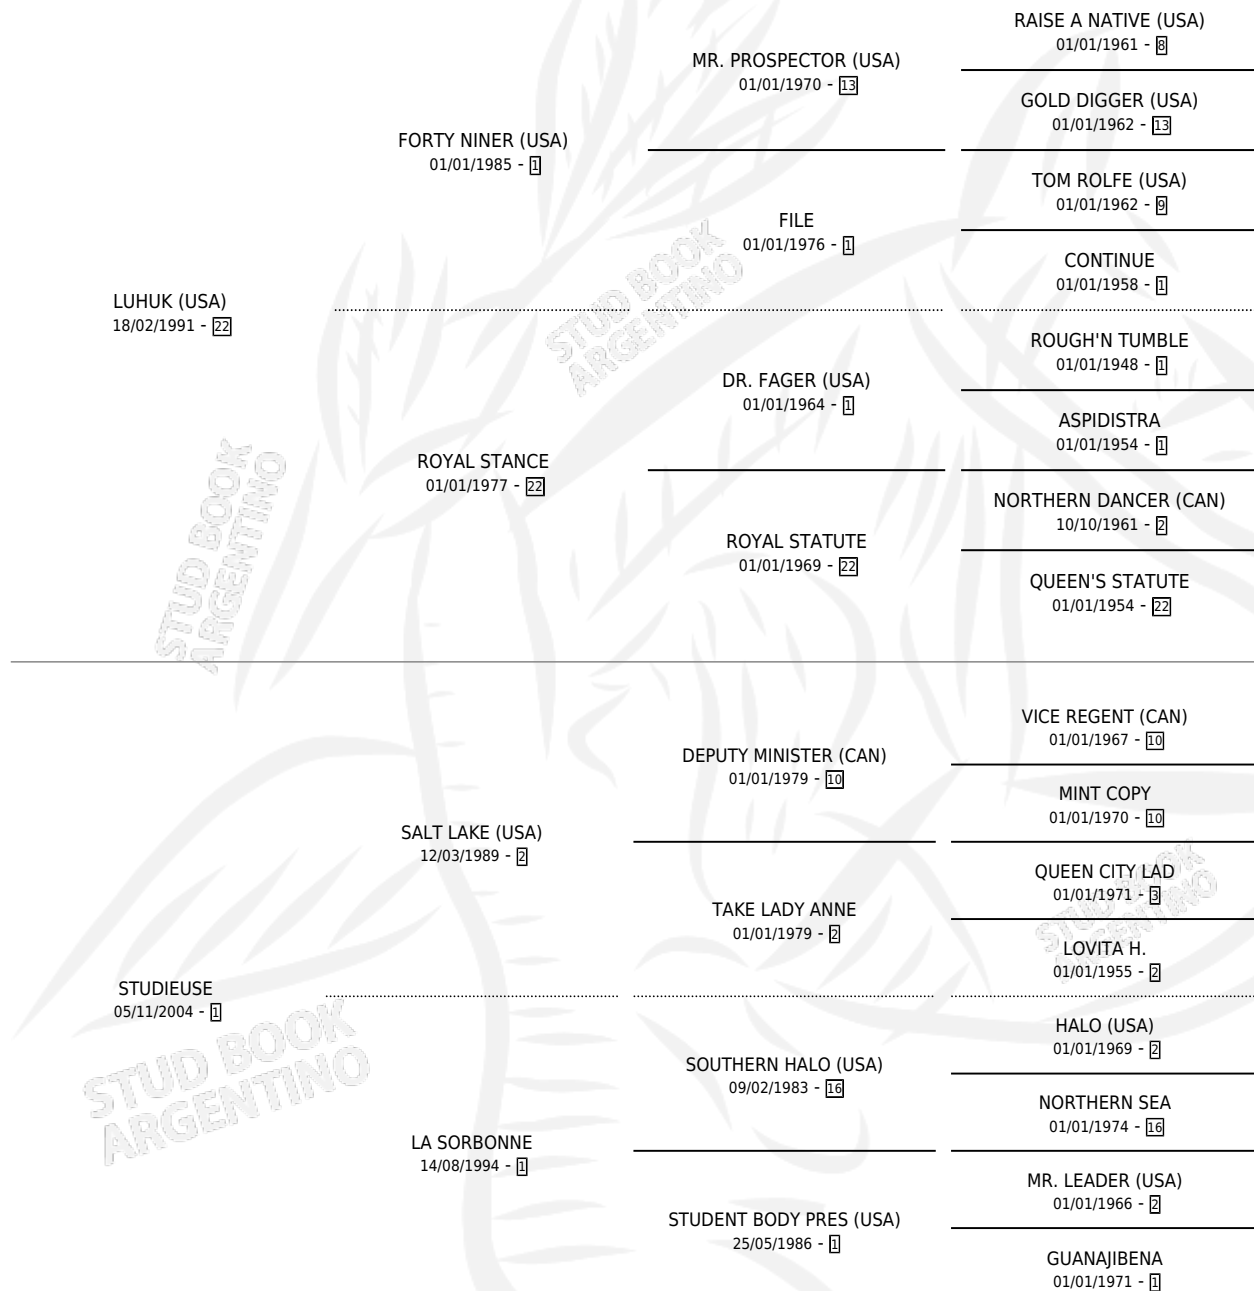 RAISE A NATIVE (USA)
01/01/1961 - 8
MR. PROSPECTOR (USA)
01/01/1970 - 13
GOLD DIGGER (USA)
01/01/1962 - 13
FORTY NINER (USA)
01/01/1985 - 1
TOM ROLFE (USA)
01/01/1962 - 9
FILE
01/01/1976 - 1
CONTINUE
01/01/1958 - 1
LUHUK (USA)
18/02/1991 - 22
ROUGH'N TUMBLE
01/01/1948 - 1
DR. FAGER (USA)
01/01/1964 - 1
ASPIDISTRA
01/01/1954 - 1
ROYAL STANCE
01/01/1977 - 22
NORTHERN DANCER (CAN)
10/10/1961 - 2
ROYAL STATUTE
01/01/1969 - 22
QUEEN'S STATUTE
01/01/1954 - 22
VICE REGENT (CAN)
01/01/1967 - 10
DEPUTY MINISTER (CAN)
01/01/1979 - 10
MINT COPY
01/01/1970 - 10
SALT LAKE (USA)
12/03/1989 - 2
QUEEN CITY LAD
01/01/1971 - 3
TAKE LADY ANNE
01/01/1979 - 2
LOVITA H.
01/01/1955 - 2
STUDIEUSE
05/11/2004 - 1
HALO (USA)
01/01/1969 - 2
SOUTHERN HALO (USA)
09/02/1983 - 16
NORTHERN SEA
01/01/1974 - 16
LA SORBONNE
14/08/1994 - 1
MR. LEADER (USA)
01/01/1966 - 2
STUDENT BODY PRES (USA)
25/05/1986 - 1
GUANAJIBENA
01/01/1971 - 1
STUD BOOK
ARGENTINO
STUD BOOK
ARGENTINO
STUD BOOK
ARGENTINO
STUD BOOK
ARGENTINO